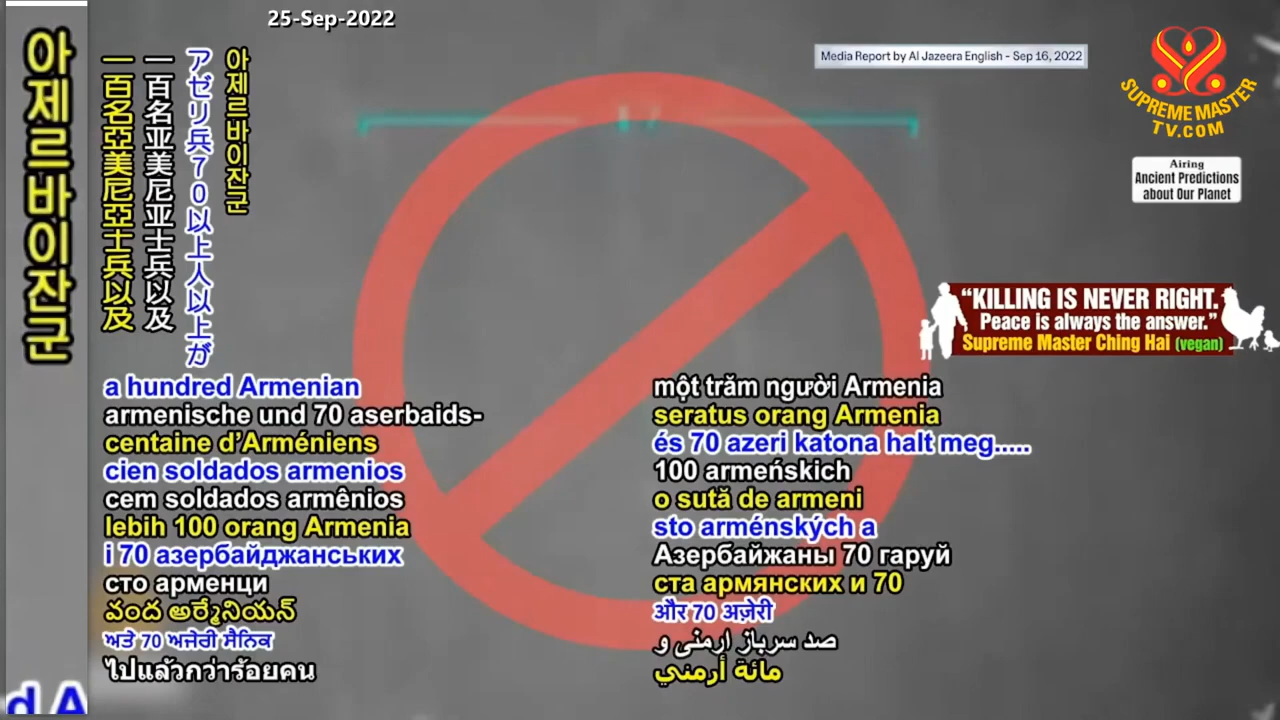 25-Sep-2022
Media Report by Al Jazeera English - Sep 16, 2022
SUPREME MASTER
TV.COM
Airing
Ancient Predictions
about Our Planet
아제르바이잔군
一百名亞美尼亞士兵以及
一百名亚美尼亚士兵以及
アゼリ兵70以上人以上が
아제르바이잔군
“KILLING IS NEVER RIGHT.
Peace is always the answer.”
Supreme Master Ching Hai (vegan)
a hundred Armenian
armenische und 70 aserbaids-
centaine d’Arméniens
cien soldados armenios
cem soldados armênios
lebih 100 orang Armenia
і 70 азербайджанських
сто арменци
వంద అర్మేనియన్
ਅਤੇ 70 ਅਜੇਰੀ ਸੈਨਿਕ
ไปแล้วกว่าร้อยคน
một trăm người Armenia
seratus orang Armenia
és 70 azeri katona halt meg.....
100 armeńskich
o sută de armeni
sto arménských a
Азербайжаны 70 гаруй
ста армянских и 70
और 70 अज़ेरी
صد سرباز ارمنی و
مائة أرمني
d A